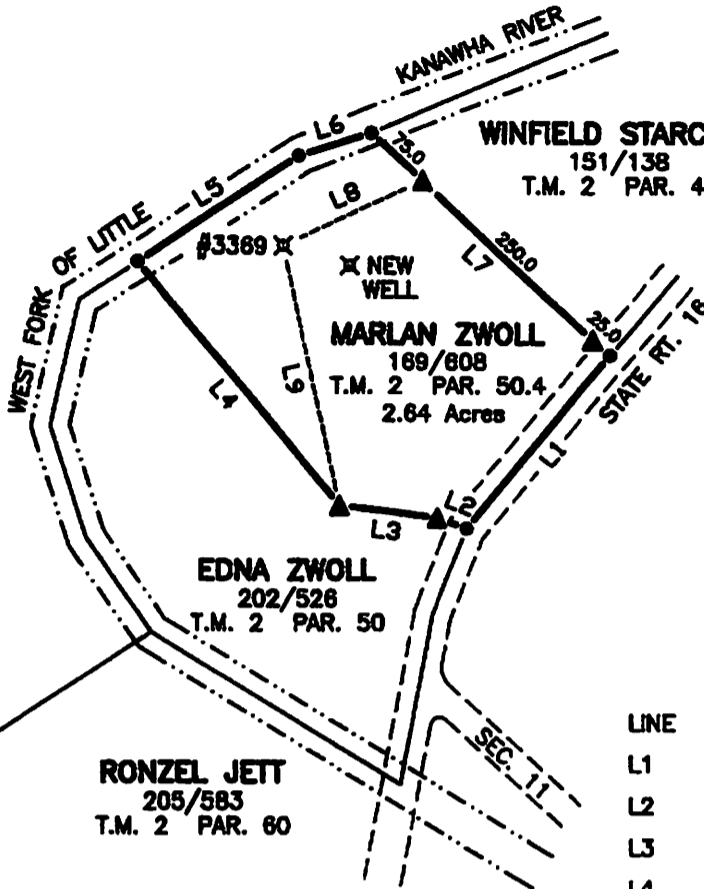 KANAWHA RIVER
L6
75.0
WINFIELD STARC
151/138
T.M. 2 PAR. 4
L5
L8
WEST FORK OF LITTLE
#3369
NEW
WELL
L7
250.0
25.0
MARLAN ZWOLL
169/608
T.M. 2 PAR. 50.4
2.64 Acres
STATE RT. 16
L9
L4
L1
L2
L3
EDNA ZWOLL
202/526
T.M. 2 PAR. 50
SEC. 11
RONZEL JETT
205/583
T.M. 2 PAR. 60
LINE
L1
L2
L3
L4